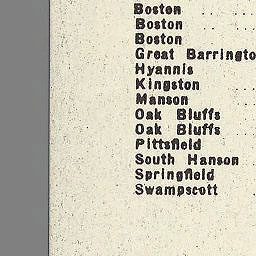 Boston
Boston
Boston
Great Barringto
Hyannis
Kingston
Manson
Oak Bluffs
Oak Bluffs
Pittsfield
South Hanson
Springfield
Swampscott